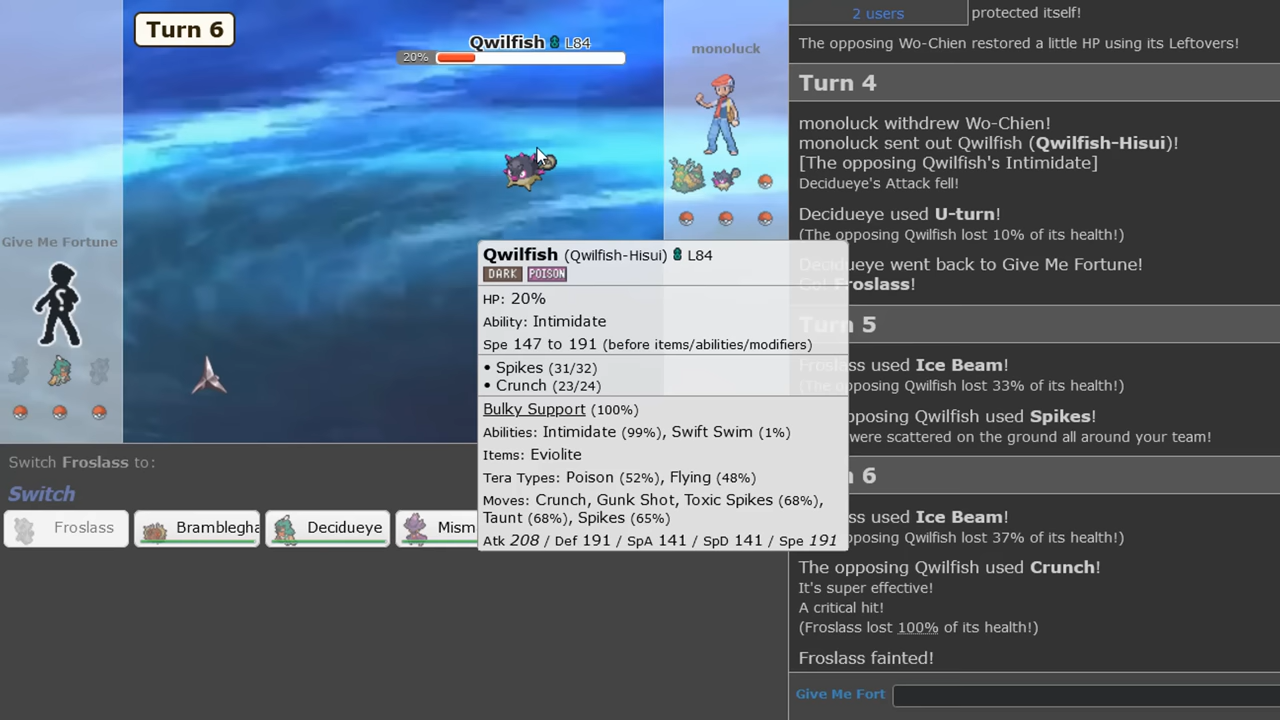 Turn 6
Qwilfish L84
20%
monoluck
Give Me Fortune
Switch Froslass to:
Switch
Froslass
Bramblegha
Decidueye
Mism
Qwilfish (Qwilfish-Hisui) L84
DARK POISON
HP: 20%
Ability: Intimidate
Spe 147 to 191 (before items/abilities/modifiers)
• Spikes (31/32)
• Crunch (23/24)
Bulky Support (100%)
Abilities: Intimidate (99%), Swift Swim (1%)
Items: Eviolite
Tera Types: Poison (52%), Flying (48%)
Moves: Crunch, Gunk Shot, Toxic Spikes (68%),
Taunt (68%), Spikes (65%)
Atk 208 / Def 191 / SpA 141 / SpD 141 / Spe 191
2 users
protected itself!
The opposing Wo-Chien restored a little HP using its Leftovers!
Turn 4
monoluck withdrew Wo-Chien!
monoluck sent out Qwilfish (Qwilfish-Hisui)!
[The opposing Qwilfish's Intimidate]
Decidueye's Attack fell!
Decidueye used U-turn!
(The opposing Qwilfish lost 10% of its health!)
Decidueye went back to Give Me Fortune!
Go! Froslass!
Turn 5
Froslass used Ice Beam!
(The opposing Qwilfish lost 33% of its health!)
opposing Qwilfish used Spikes!
were scattered on the ground all around your team!
6
ss used Ice Beam!
opposing Qwilfish lost 37% of its health!)
The opposing Qwilfish used Crunch!
It's super effective!
A critical hit!
(Froslass lost 100% of its health!)
Froslass fainted!
Give Me Fort